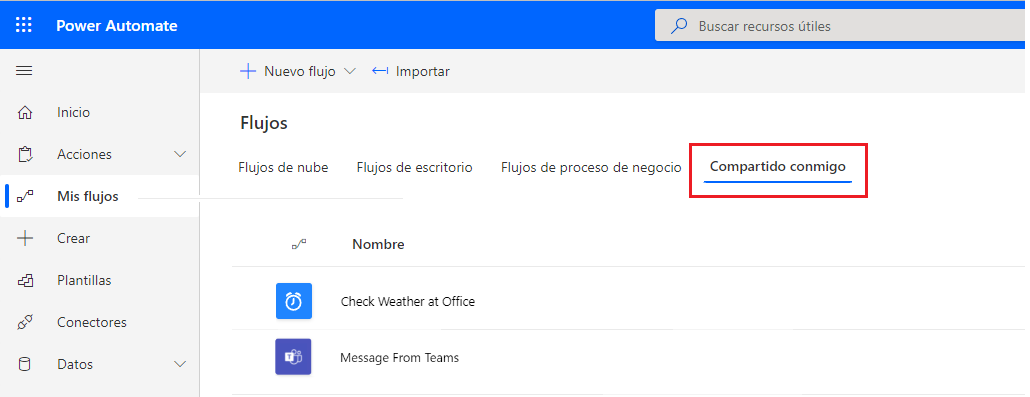 Power Automate
Buscar recursos útiles
Nuevo flujo
Importar
Inicio
Acciones
Mis flujos
Crear
Plantillas
Conectores
Datos
Flujos
Flujos de nube
Flujos de escritorio
Flujos de proceso de negocio
Compartido conmigo
Nombre
Check Weather at Office
Message From Teams